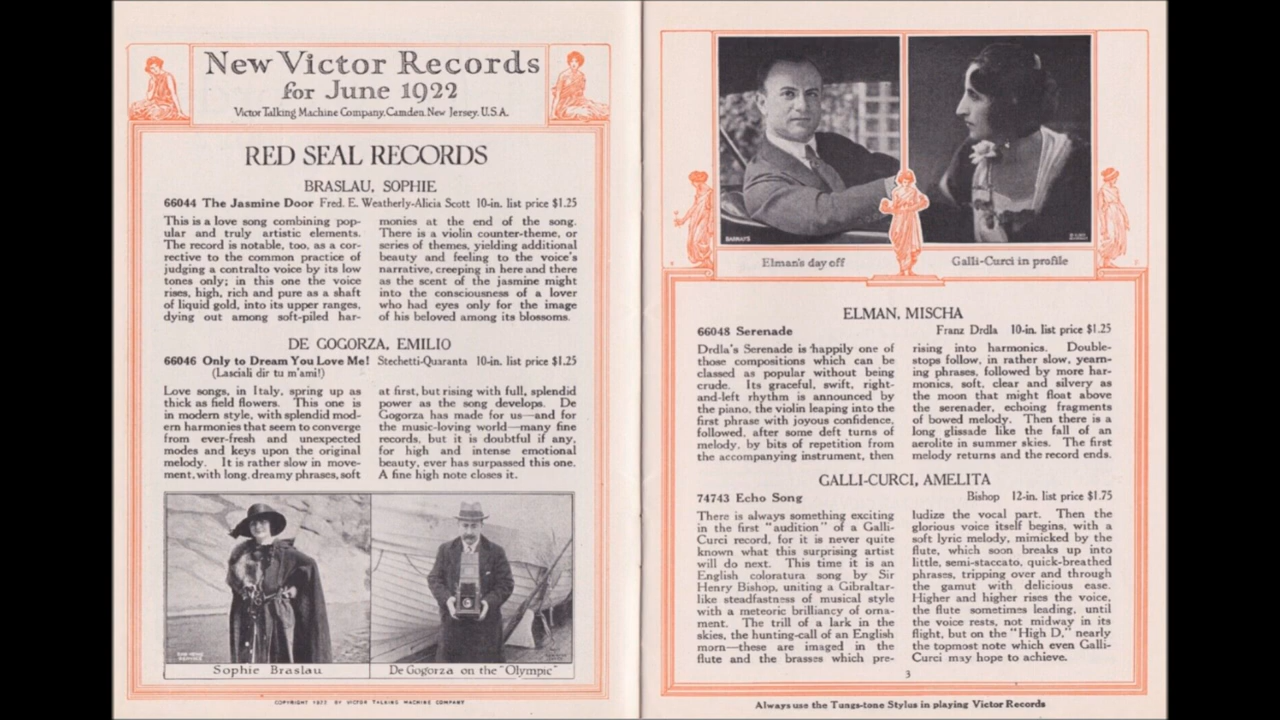 New Victor Records
for June 1922
Victor Talking Machine Company, Camden, New Jersey. U.S.A.
RED SEAL RECORDS
BRASLAU, SOPHIE
66044 The Jasmine Door Fred. E. Weatherly-Alicia Scott 10-in. list price $1.25
This is a love song combining pop-
ular and truly artistic elements.
The record is notable, too, as a cor-
rective to the common practice of
judging a contralto voice by its low
tones only; in this one the voice
rises, high, rich and pure as a shaft
of liquid gold, into its upper ranges,
dying out among soft-piled har-
monies at the end of the song.
There is a violin counter-theme, or
series of themes, yielding additional
beauty and feeling to the voice's
narrative, creeping in here and there
as the scent of the jasmine might
into the consciousness of a lover
who had eyes only for the image
of his beloved among its blossoms.
DE GOGORZA, EMILIO
66046 Only to Dream You Love Me! Stechetti-Quaranta 10-in. list price $1.25
(Lasciali dir tu m'ami!)
Love songs, in Italy, spring up as
thick as field flowers. This one is
in modern style, with splendid mod-
ern harmonies that seem to converge
from ever-fresh and unexpected
modes and keys upon the original
melody. It is rather slow in move-
ment, with long, dreamy phrases, soft
at first, but rising with full, splendid
power as the song develops. De
Gogorza has made for us—and for
the music-loving world—many fine
records, but it is doubtful if any,
for high and intense emotional
beauty, ever has surpassed this one.
A fine high note closes it.
Sophie Braslau
De Gogorza on the "Olympic"
COPYRIGHT 1922 BY VICTOR TALKING MACHINE COMPANY
Elman's day off
Galli-Curci in profile
ELMAN, MISCHA
66048 Serenade Franz Drdla 10-in. list price $1.25
Drdla's Serenade is happily one of
those compositions which can be
classed as popular without being
crude. Its graceful, swift, right-
and-left rhythm is announced by
the piano, the violin leaping into the
first phrase with joyous confidence,
followed, after some deft turns of
melody, by bits of repetition from
the accompanying instrument, then
rising into harmonics. Double-
stops follow, in rather slow, yearn-
ing phrases, followed by more har-
monics, soft, clear and silvery as
the moon that might float above
the serenader, echoing fragments
of bowed melody. Then there is a
long glissade like the fall of an
aerolite in summer skies. The first
melody returns and the record ends.
GALLI-CURCI, AMELITA
74743 Echo Song Bishop 12-in. list price $1.75
There is always something exciting
in the first "audition" of a Galli-
Curci record, for it is never quite
known what this surprising artist
will do next. This time it is an
English coloratura song by Sir
Henry Bishop, uniting a Gibraltar-
like steadfastness of musical style
with a meteoric brilliancy of orna-
ment. The trill of a lark in the
skies, the hunting-call of an English
morn—these are imaged in the
flute and the brasses which pre-
ludize the vocal part. Then the
glorious voice itself begins, with a
soft lyric melody, mimicked by the
flute, which soon breaks up into
little, semi-staccato, quick-breathed
phrases, tripping over and through
the gamut with delicious ease.
Higher and higher rises the voice,
the flute sometimes leading, until
the voice rests, not midway in its
flight, but on the "High D," nearly
the topmost note which even Galli-
Curci may hope to achieve.
3
Always use the Tungs-tone Stylus in playing Victor Records